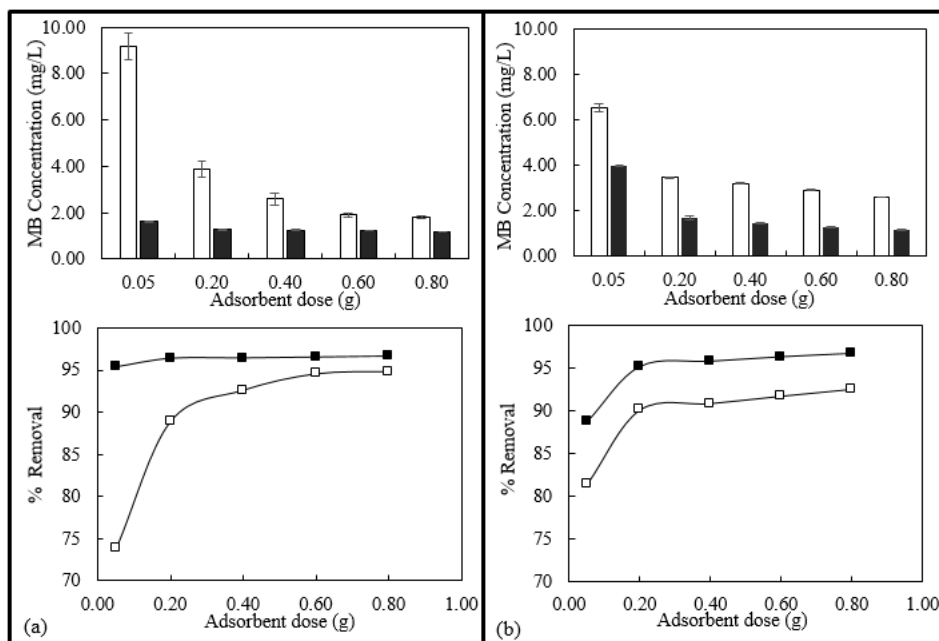 10.00
8.00
6.00
4.00
2.00
0.00
MB Concentration (mg/L)
0.05 0.20 0.40 0.60 0.80
Adsorbent dose (g)
100
95
90
85
80
75
70
% Removal
0.00 0.20 0.40 0.60 0.80 1.00
Adsorbent dose (g)
(a)
10.00
8.00
6.00
4.00
2.00
0.00
MB Concentration (mg/L)
0.05 0.20 0.40 0.60 0.80
Adsorbent dose (g)
100
95
90
85
80
75
70
% Removal
0.00 0.20 0.40 0.60 0.80 1.00
Adsorbent dose (g)
(b)